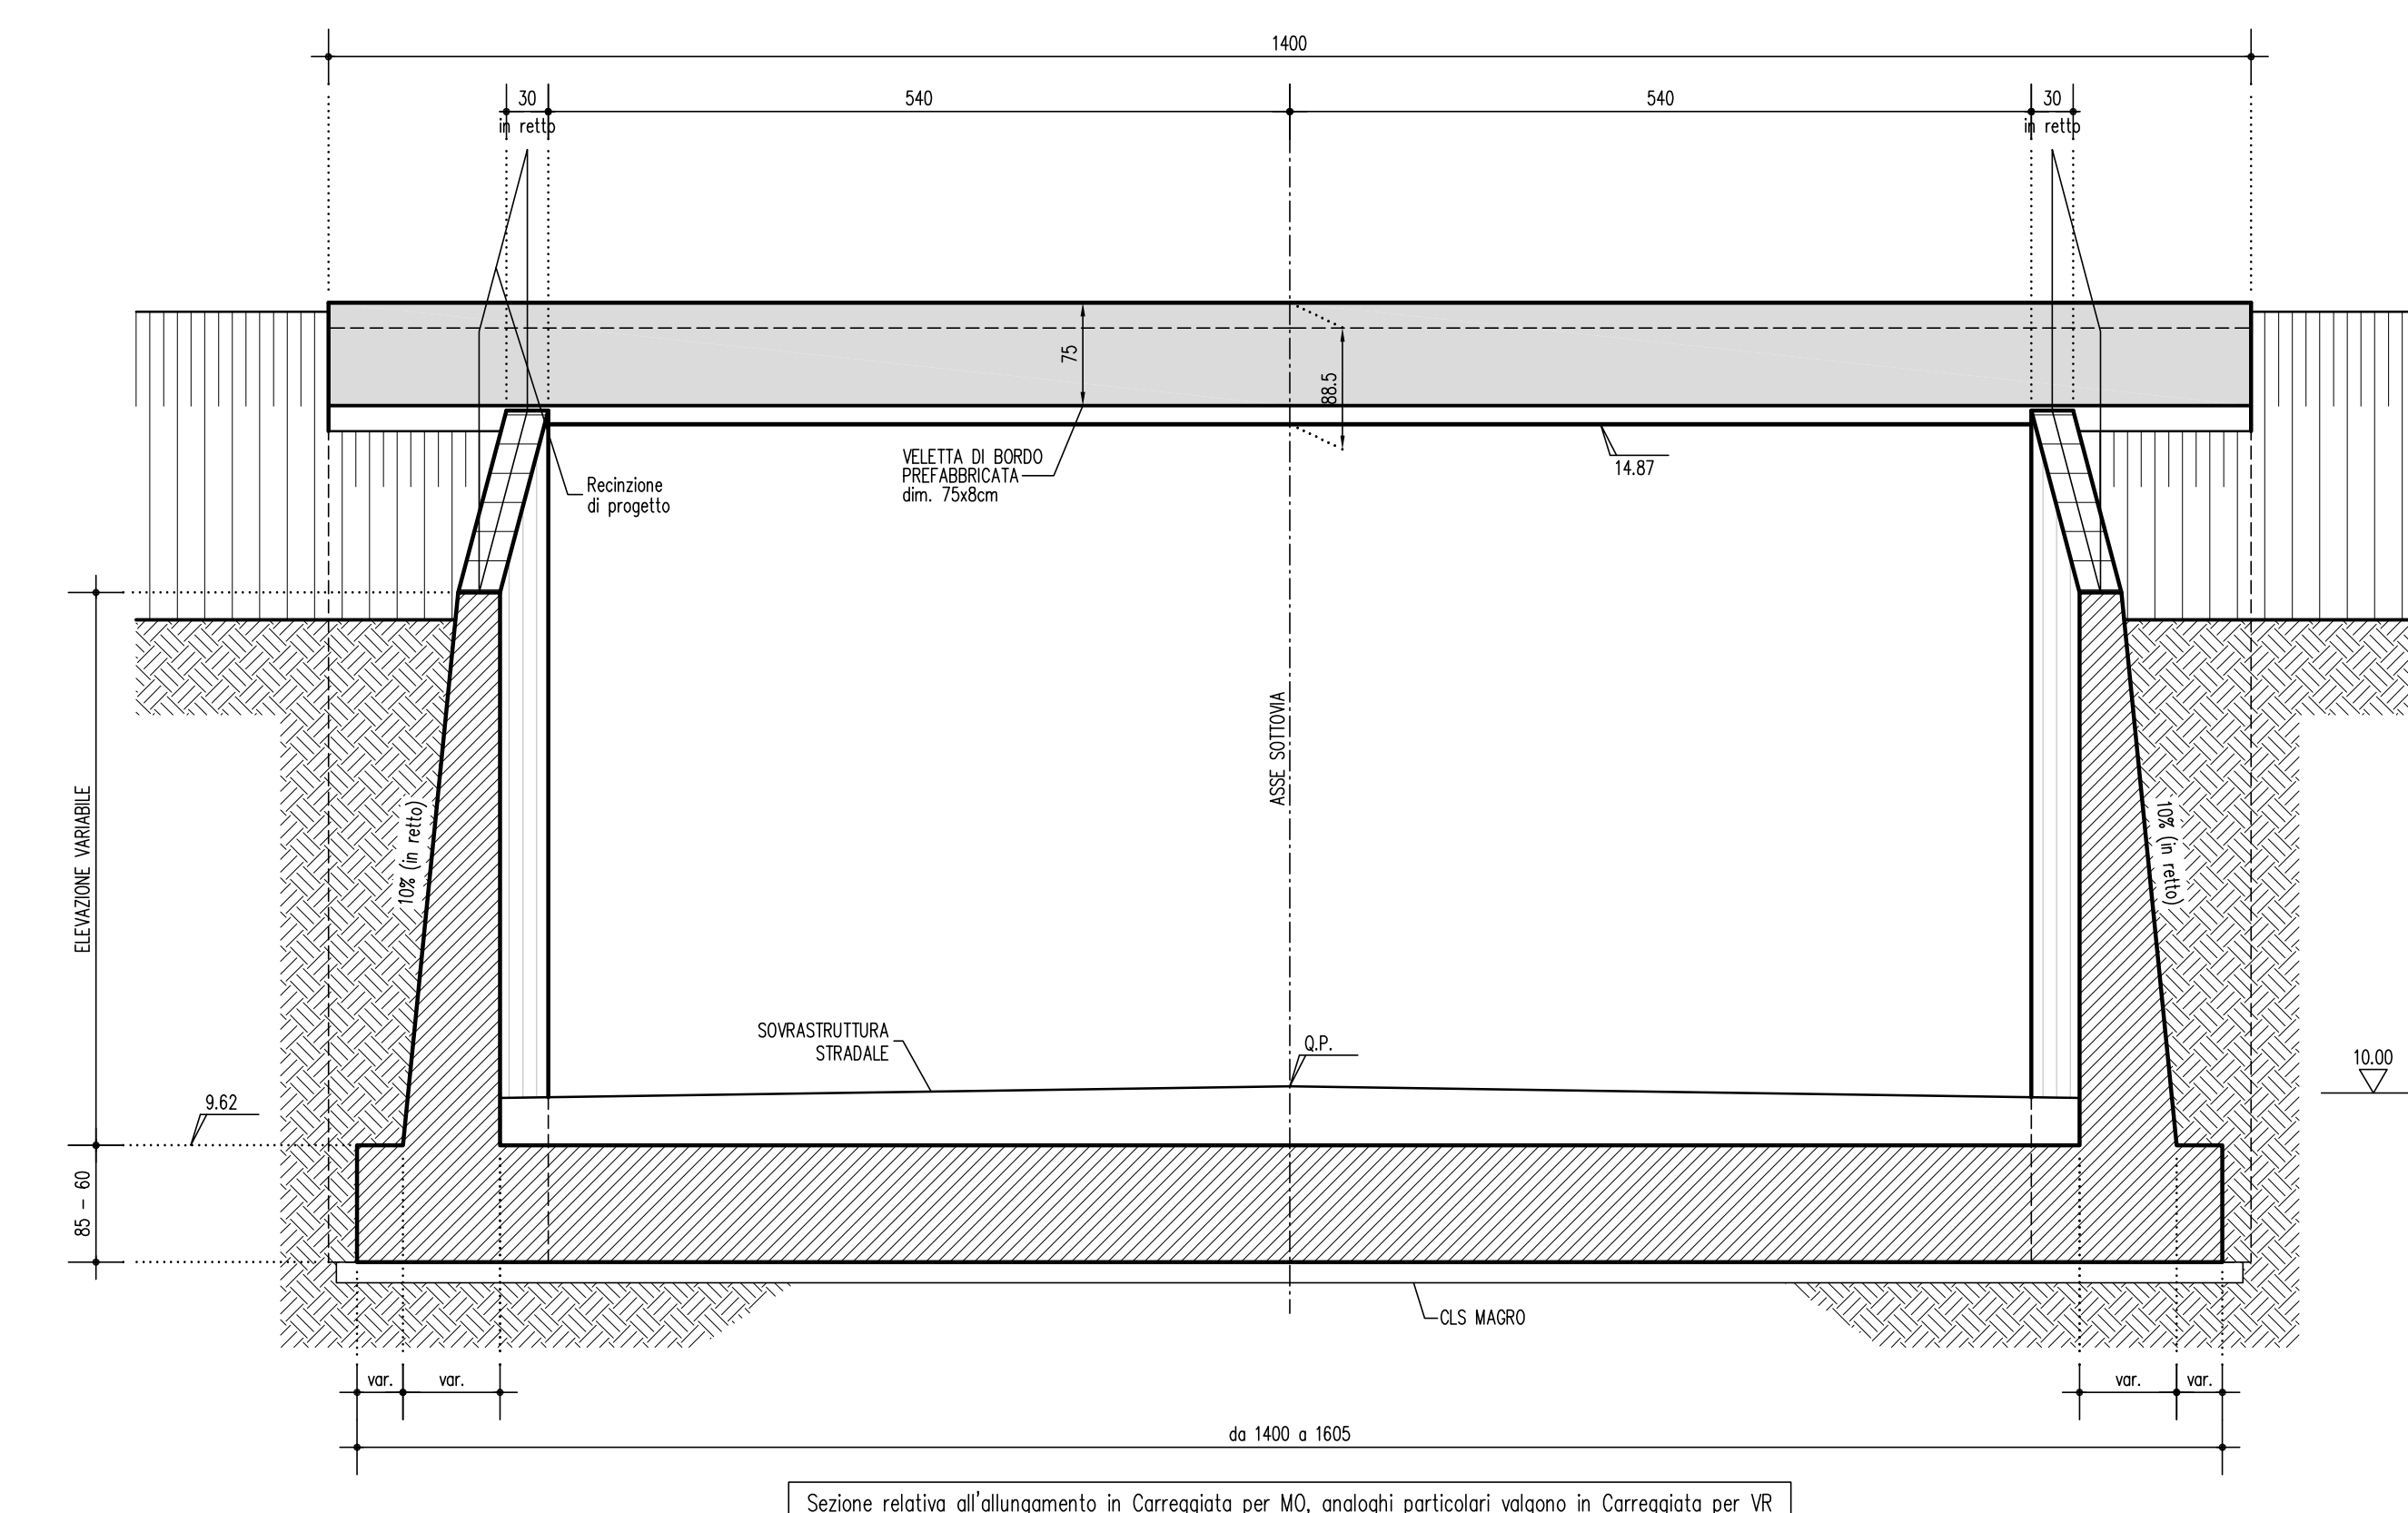 1400
30
540
540
30
in retto
in retto
75
88.5
VELETTA DI BORDO
PREFABBRICATA
dim. 75x8cm
14.87
Recinzione
di progetto
ASSE SOTTOVIA
ELEVAZIONE VARIABILE
10% (in retto)
10% (in retto)
SOVRASTRUTTURA
STRADALE
Q.P.
10.00
9.62
85 - 60
CLS MAGRO
var.
var.
var.
var.
da 1400 a 1605
Sezione relativa all'allungamento in Carreggiata per MO, analoghi particolari valgono in Carreggiata per VR